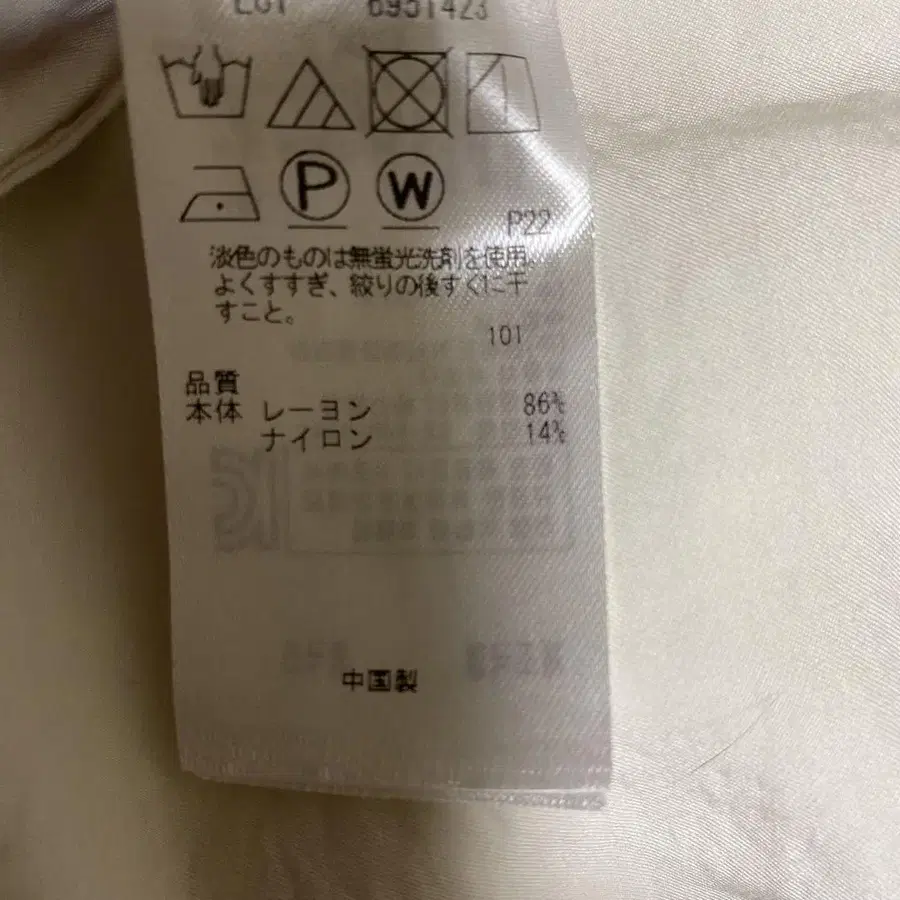 LOT 6951423
P W
P22
淡色のものは無蛍光洗剤を使用。
よくすすぎ、絞りの後すぐに干
すこと。
101
品質
本体 レーヨン 86%
ナイロン 14%
中国製